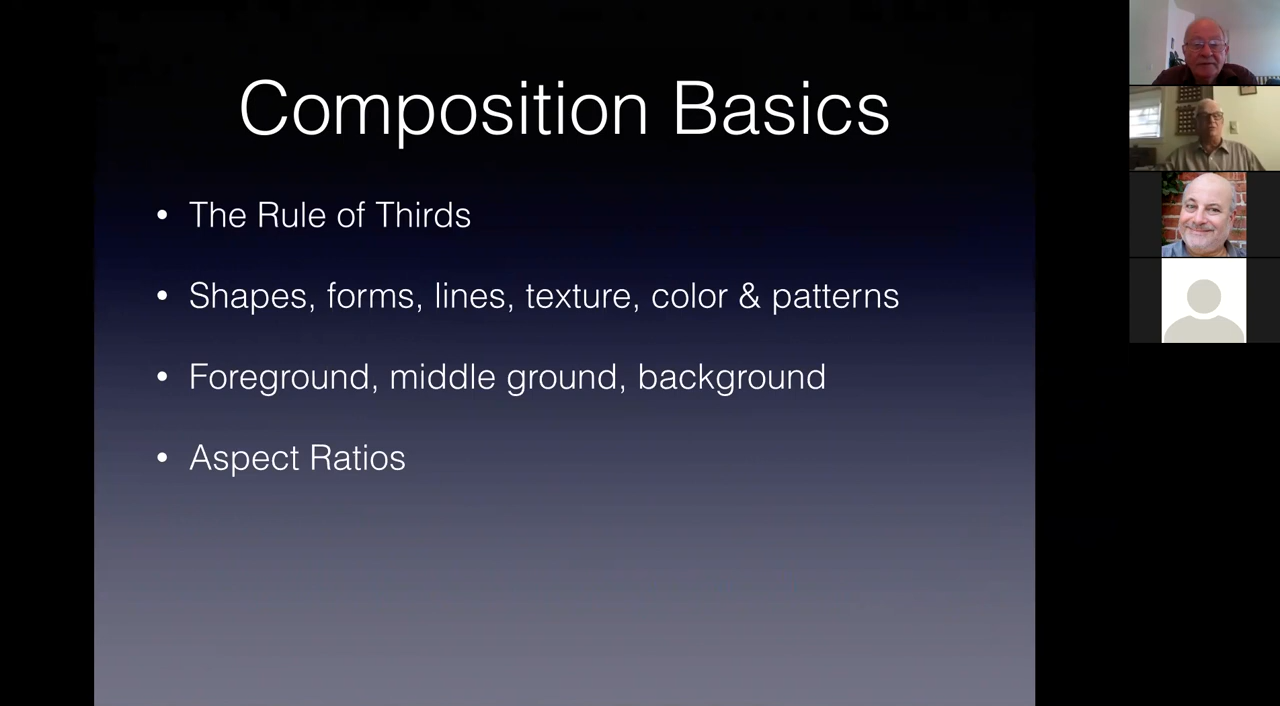 Composition Basics
• The Rule of Thirds
• Shapes, forms, lines, texture, color & patterns
• Foreground, middle ground, background
• Aspect Ratios